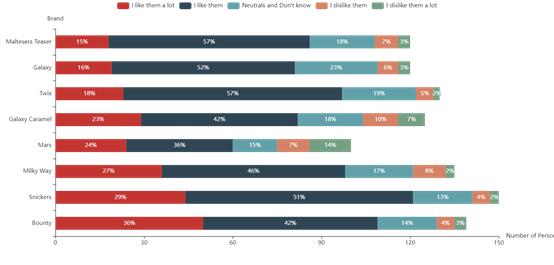 I like them a lot I like them Neutrals and Don't know I dislike them I dislike them a lot
Brand
Maltesers Teaser 15% 57% 18% 7% 3%
Galaxy 16% 52% 23% 6% 3%
Twix 18% 57% 19% 5% 2%
Galaxy Caramel 23% 42% 18% 10% 7%
Mars 24% 36% 15% 7% 14%
Milky Way 27% 46% 17% 8% 2%
Snickers 29% 51% 13% 4% 2%
Bounty 36% 42% 14% 4% 3%
0 30 60 90 120 150
Number of